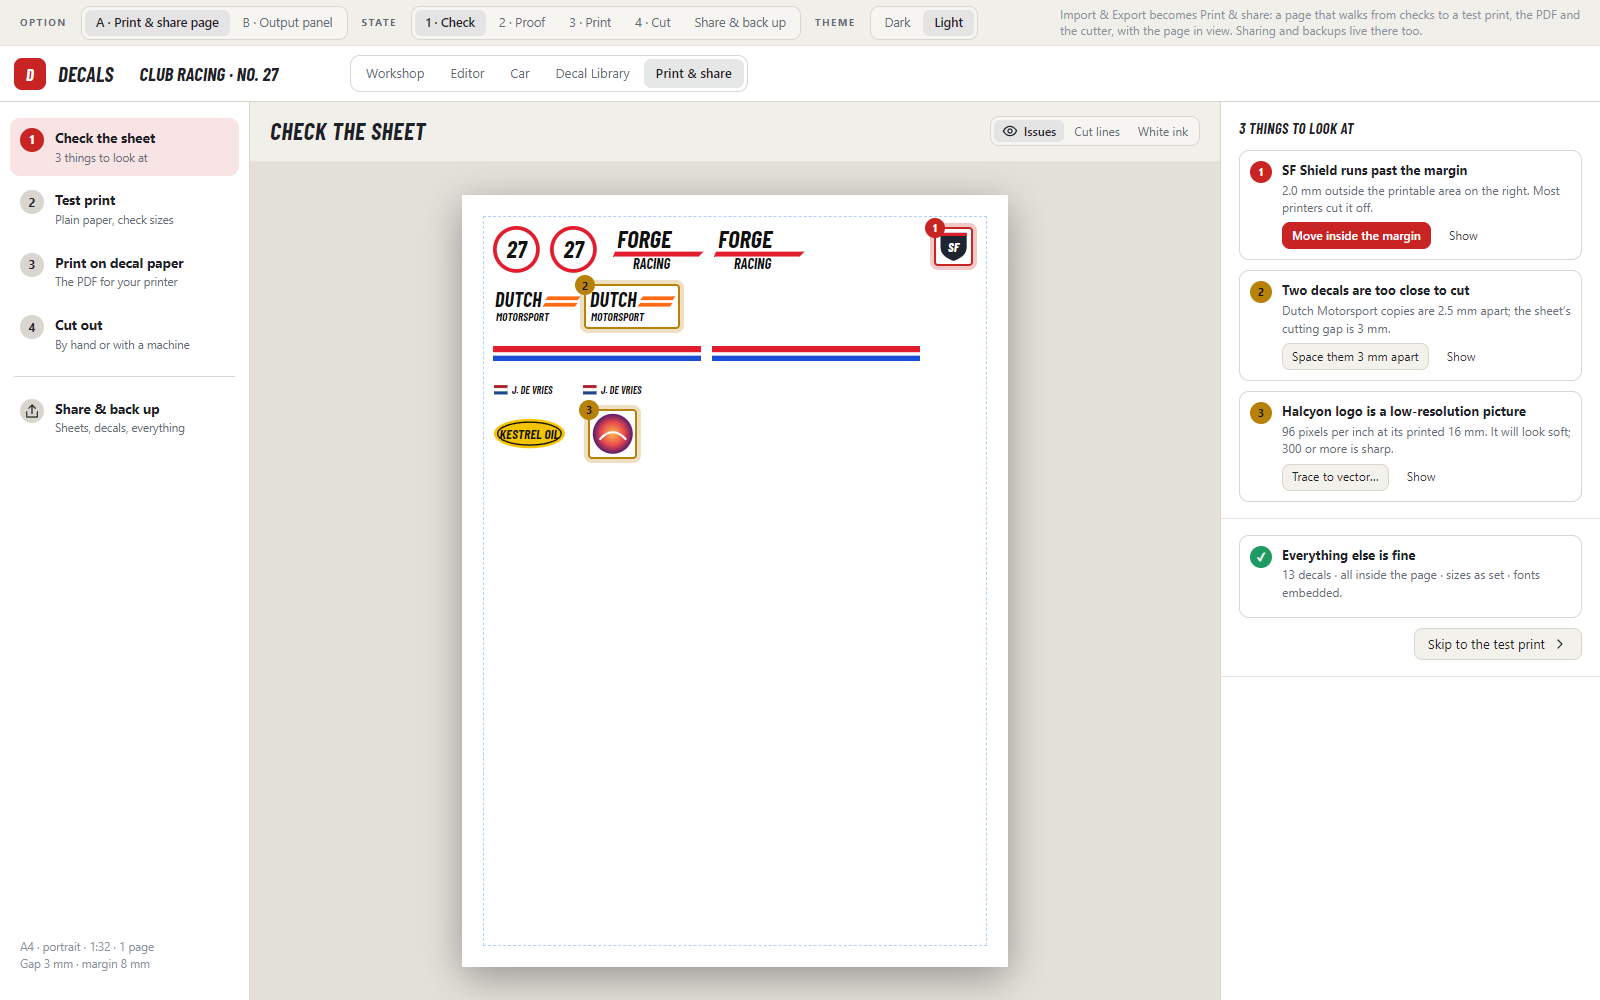 OPTION
A · Print & share page
B · Output panel
STATE
1 · Check
2 · Proof
3 · Print
4 · Cut
Share & back up
THEME
Dark
Light
Import & Export becomes Print & share: a page that walks from checks to a test print, the PDF and
the cutter, with the page in view. Sharing and backups live there too.
D
DECALS
CLUB RACING · NO. 27
Workshop
Editor
Car
Decal Library
Print & share
1
Check the sheet
3 things to look at
2
Test print
Plain paper, check sizes
3
Print on decal paper
The PDF for your printer
4
Cut out
By hand or with a machine
Share & back up
Sheets, decals, everything
A4 · portrait · 1:32 · 1 page
Gap 3 mm · margin 8 mm
CHECK THE SHEET
Issues
Cut lines
White ink
27
27
FORGE
RACING
FORGE
RACING
1
SF
DUTCH
MOTORSPORT
2
DUTCH
MOTORSPORT
J. DE VRIES
J. DE VRIES
KESTREL OIL
3
3 THINGS TO LOOK AT
1
SF Shield runs past the margin
2.0 mm outside the printable area on the right. Most
printers cut it off.
Move inside the margin
Show
2
Two decals are too close to cut
Dutch Motorsport copies are 2.5 mm apart; the sheet's
cutting gap is 3 mm.
Space them 3 mm apart
Show
3
Halcyon logo is a low-resolution picture
96 pixels per inch at its printed 16 mm. It will look soft;
300 or more is sharp.
Trace to vector...
Show
Everything else is fine
13 decals · all inside the page · sizes as set · fonts
embedded.
Skip to the test print